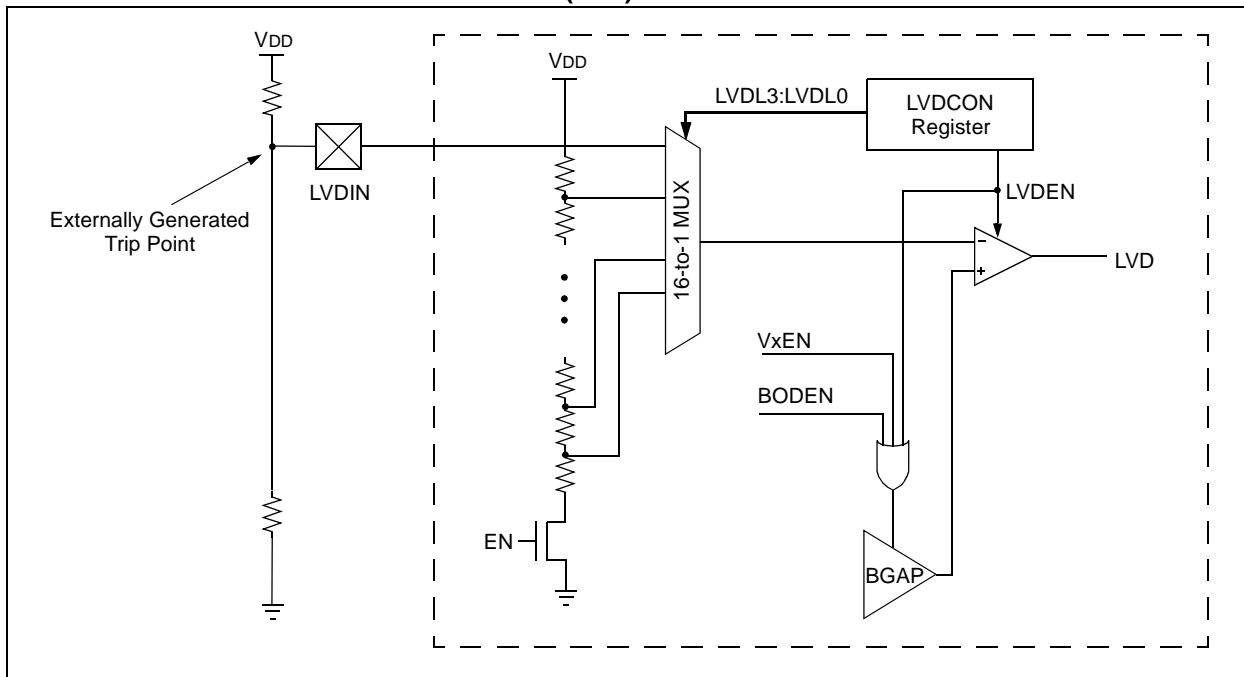 VDD
VDD
LVDL3:LVDL0
LVDCON
Register
LVDIN
16-to-1 MUX
LVDEN
Externally Generated
Trip Point
–
+
LVD
VxEN
BODEN
EN
BGAP